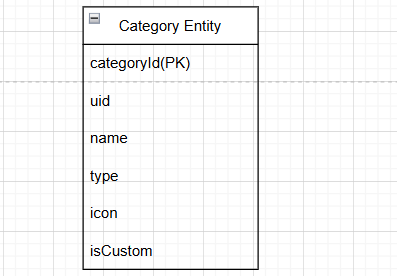 Category Entity
categoryId(PK)
uid
name
type
icon
isCustom